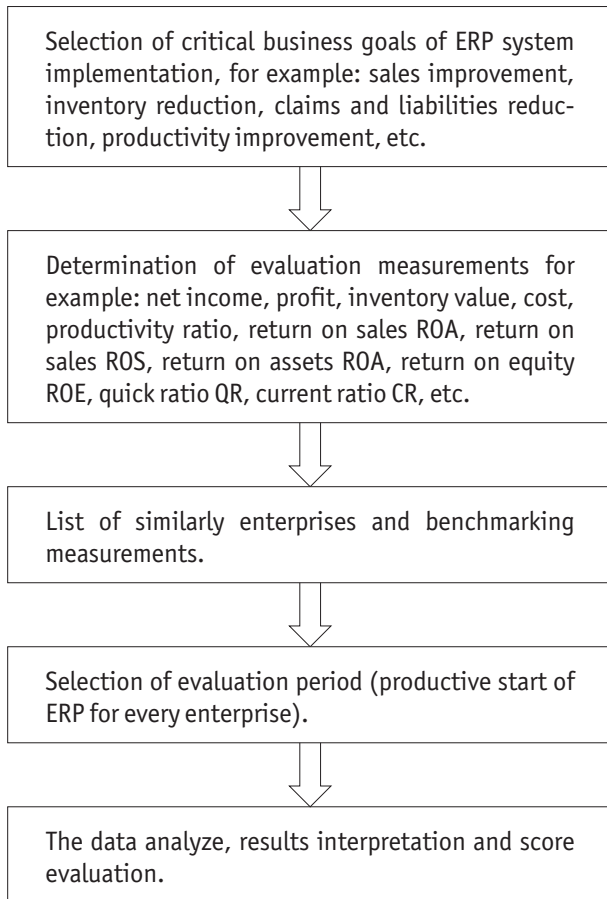 Selection of critical business goals of ERP system
implementation, for example: sales improvement,
inventory reduction, claims and liabilities reduc-
tion, productivity improvement, etc.
Determination of evaluation measurements for
example: net income, profit, inventory value, cost,
productivity ratio, return on sales ROA, return on
sales ROS, return on assets ROA, return on equity
ROE, quick ratio QR, current ratio CR, etc.
List of similarly enterprises and benchmarking
measurements.
Selection of evaluation period (productive start of
ERP for every enterprise).
The data analyze, results interpretation and score
evaluation.